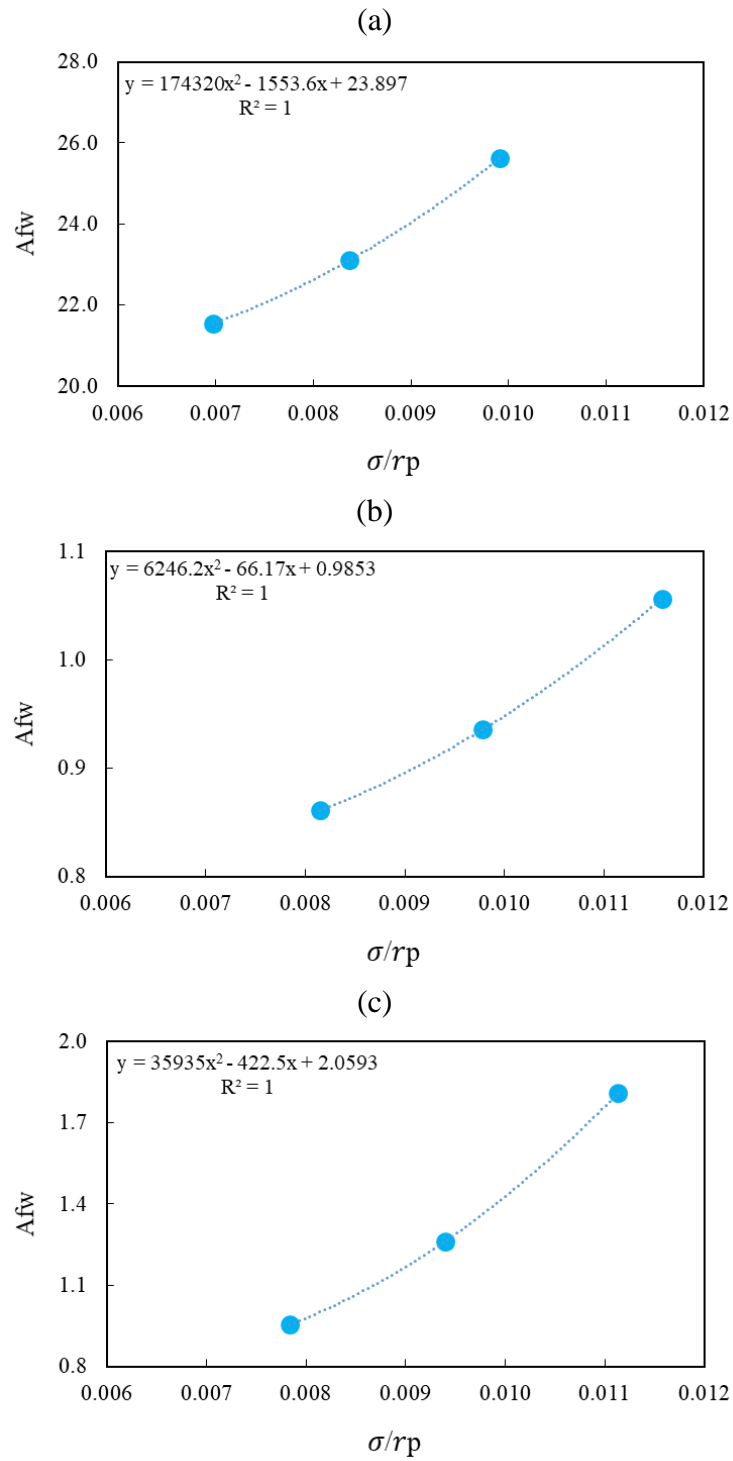 (a)
28.0
y = 174320x² - 1553.6x + 23.897
R² = 1
26.0
Afw
24.0
22.0
20.0
0.006 0.007 0.008 0.009 0.010 0.011 0.012
σ/rp
(b)
1.1
y = 6246.2x² - 66.17x + 0.9853
R² = 1
1.0
Afw
0.9
0.8
0.006 0.007 0.008 0.009 0.010 0.011 0.012
σ/rp
(c)
2.0
y = 35935x² - 422.5x + 2.0593
R² = 1
1.7
Afw
1.4
1.1
0.8
0.006 0.007 0.008 0.009 0.010 0.011 0.012
σ/rp